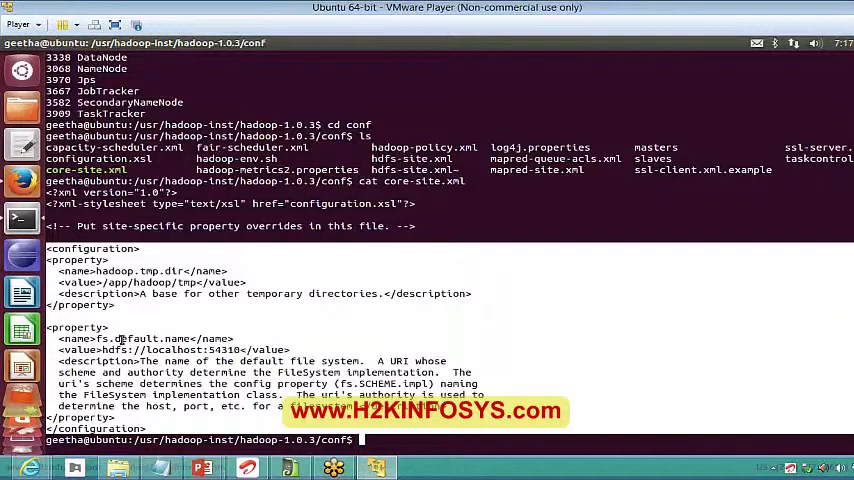 Ubuntu 64-bit - VMware Player (Non-commercial use only)
Player
geetha@ubuntu: /usr/hadoop-inst/hadoop-1.0.3/conf
7:17
3338 DataNode
3068 NameNode
3970 Jps
3667 JobTracker
3582 SecondaryNameNode
3909 TaskTracker
geetha@ubuntu:/usr/hadoop-inst/hadoop-1.0.3$ cd conf
geetha@ubuntu:/usr/hadoop-inst/hadoop-1.0.3/conf$ ls
capacity-scheduler.xml fair-scheduler.xml hadoop-policy.xml log4j.properties masters ssl-server.
configuration.xsl hadoop-env.sh hdfs-site.xml mapred-queue-acls.xml slaves taskcontrol
core-site.xml hadoop-metrics2.properties hdfs-site.xml~ mapred-site.xml ssl-client.xml.example
geetha@ubuntu:/usr/hadoop-inst/hadoop-1.0.3/conf$ cat core-site.xml
<?xml version="1.0"?>
<?xml-stylesheet type="text/xsl" href="configuration.xsl"?>
<!-- Put site-specific property overrides in this file. -->
<configuration>
<property>
<name>hadoop.tmp.dir</name>
<value>/app/hadoop/tmp</value>
<description>A base for other temporary directories.</description>
</property>
<property>
<name>fs.default.name</name>
<value>hdfs://localhost:54310</value>
<description>The name of the default file system. A URI whose
scheme and authority determine the FileSystem implementation. The
uri's scheme determines the config property (fs.SCHEME.impl) naming
the FileSystem implementation class. The uri's authority is used to
determine the host, port, etc. for a
www.H2KINFOSYS.com
</property>
</configuration>
geetha@ubuntu:/usr/hadoop-inst/hadoop-1.0.3/conf$